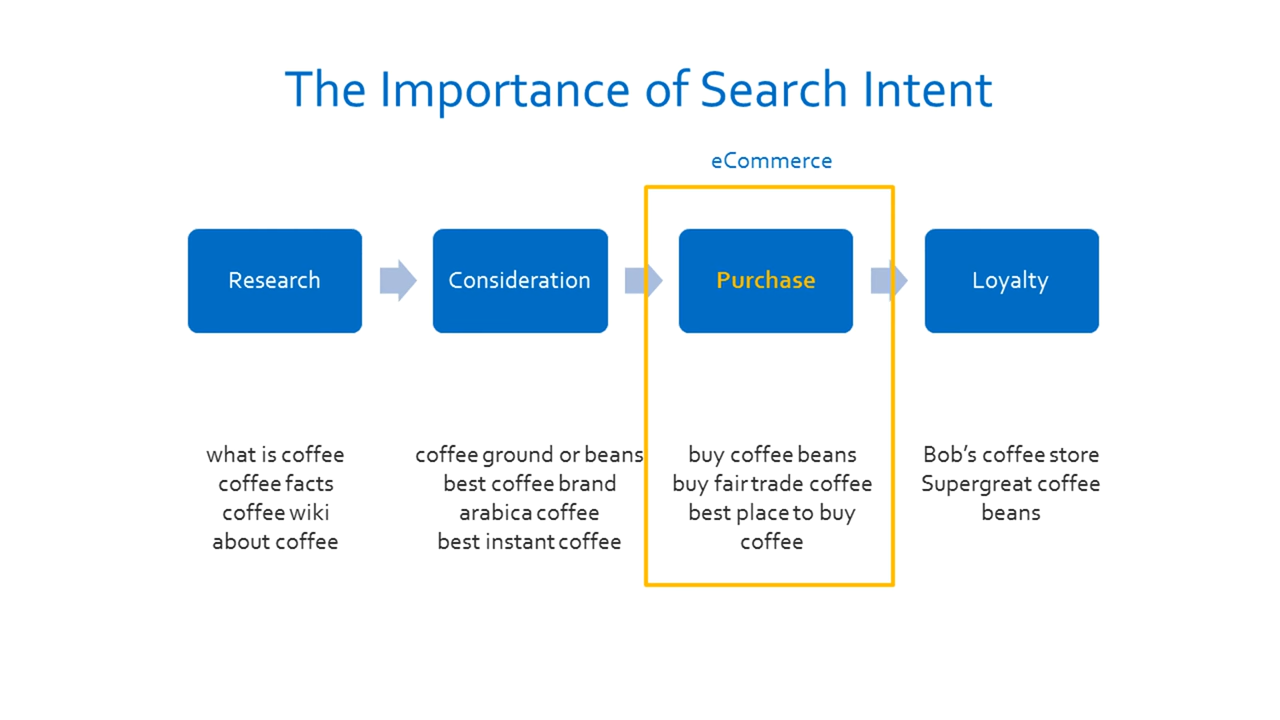 The Importance of Search Intent
eCommerce
Research
Consideration
Purchase
Loyalty
what is coffee
coffee facts
coffee wiki
about coffee
coffee ground or beans
best coffee brand
arabica coffee
best instant coffee
buy coffee beans
buy fair trade coffee
best place to buy
coffee
Bob’s coffee store
Supergreat coffee
beans